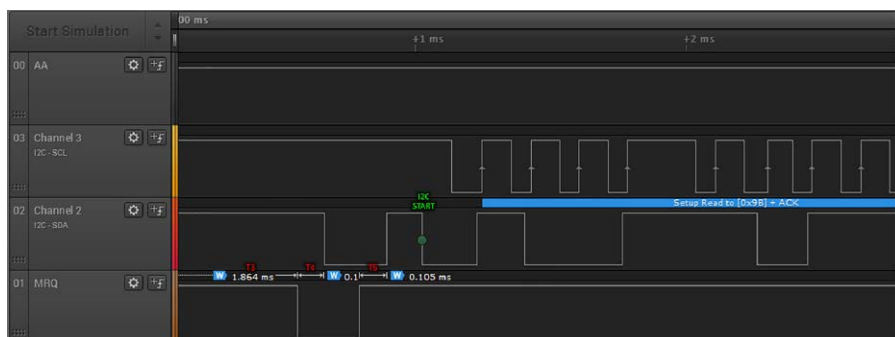 Start Simulation
00 ms
+1 ms
+2 ms
00 AA
03 Channel 3
I2C - SCL
I2C
START
Setup Read to [0x9B] + ACK
02 Channel 2
I2C - SDA
T3 T4 T5
W 1.864 ms W 0.1 W 0.105 ms
01 MRQ